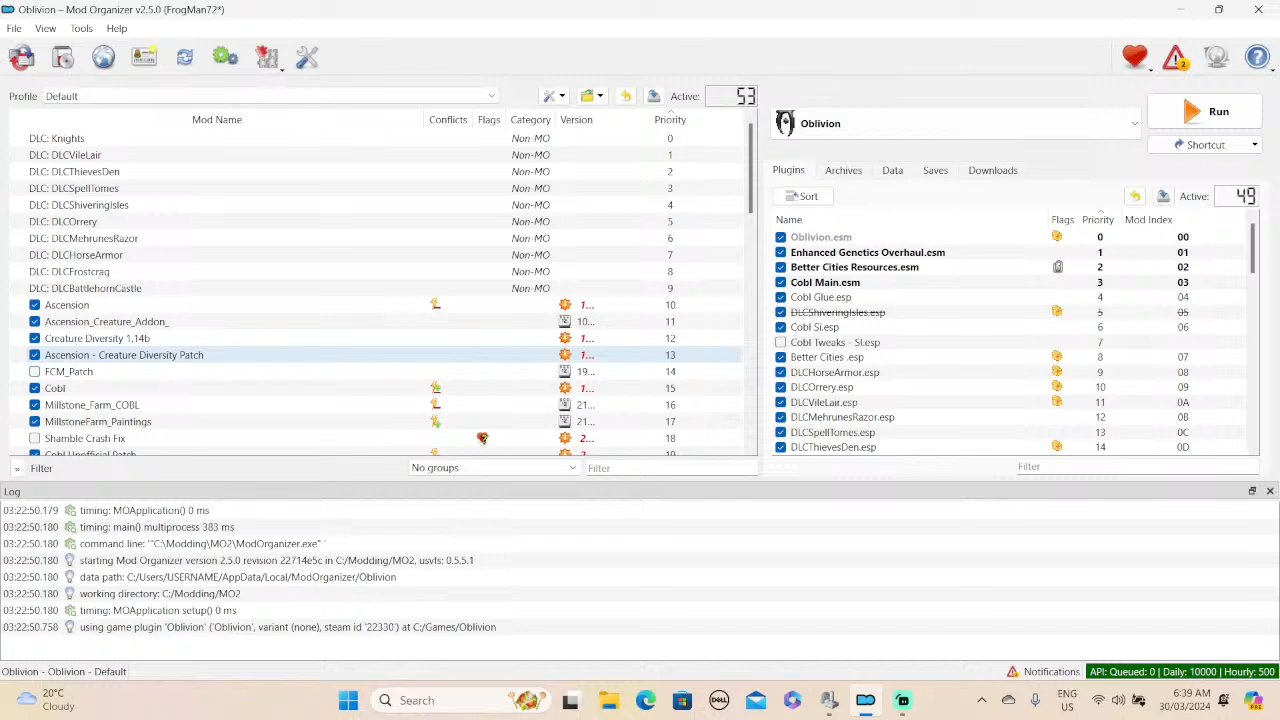 Oblivion – Mod Organizer v2.5.0 (FrogMan72*)
File View Tools Help
Profile Default Active: 53
Mod Name Conflicts Flags Category Version Priority
DLC: Knights Non-MO 0
DLC: DLCVileLair Non-MO 1
DLC: DLCThievesDen Non-MO 2
DLC: DLCSpellTomes Non-MO 3
DLC: DLCShiveringIsles Non-MO 4
DLC: DLCOrrery Non-MO 5
DLC: DLCMehrunesRazor Non-MO 6
DLC: DLCHorseArmor Non-MO 7
DLC: DLCFrostcrag Non-MO 8
DLC: DLCBattlehornCastle Non-MO 9
Ascension 1... 10
Ascension_Creature_Addon_ 10... 11
Creature Diversity 1.14b 1... 12
Ascension - Creature Diversity Patch 1... 13
FCM_Patch 19... 14
Cobl 1... 15
Millstone_Farm_COBL 21... 16
MillstoneFarm_Paintings 21... 17
Shamble Crash Fix 2... 18
Cobl Unofficial Patch 2... 19
» Filter No groups Filter
Oblivion Run
Shortcut
Plugins Archives Data Saves Downloads
Sort Active: 49
Name Flags Priority Mod Index
Oblivion.esm 0 00
Enhanced Genetics Overhaul.esm 1 01
Better Cities Resources.esm 2 02
Cobl Main.esm 3 03
Cobl Glue.esp 4 04
DLCShiveringIsles.esp 5 05
Cobl Si.esp 6 06
Cobl Tweaks - SI.esp 7
Better Cities .esp 8 07
DLCHorseArmor.esp 9 08
DLCOrrery.esp 10 09
DLCVileLair.esp 11 0A
DLCMehrunesRazor.esp 12 0B
DLCSpellTomes.esp 13 0C
DLCThievesDen.esp 14 0D
Filter
Log
03:22:50.179 timing: MOApplication() 0 ms
03:22:50.180 timing: main() multiprocess 383 ms
03:22:50.180 command line: '"C:\Modding\MO2\ModOrganizer.exe" '
03:22:50.180 starting Mod Organizer version 2.5.0 revision 22714e5c in C:/Modding/MO2, usvfs: 0.5.5.1
03:22:50.180 data path: C:/Users/USERNAME/AppData/Local/ModOrganizer/Oblivion
03:22:50.180 working directory: C:/Modding/MO2
03:22:50.180 timing: MOApplication setup() 0 ms
03:22:50.758 using game plugin 'Oblivion' ('Oblivion', variant (none), steam id '22330') at C:/Games/Oblivion
Oblivion - Oblivion - Default Notifications API: Queued: 0 | Daily: 10000 | Hourly: 500
20°C
Cloudy
Search
DELL
ENG
US
6:39 AM
30/03/2024
PRE